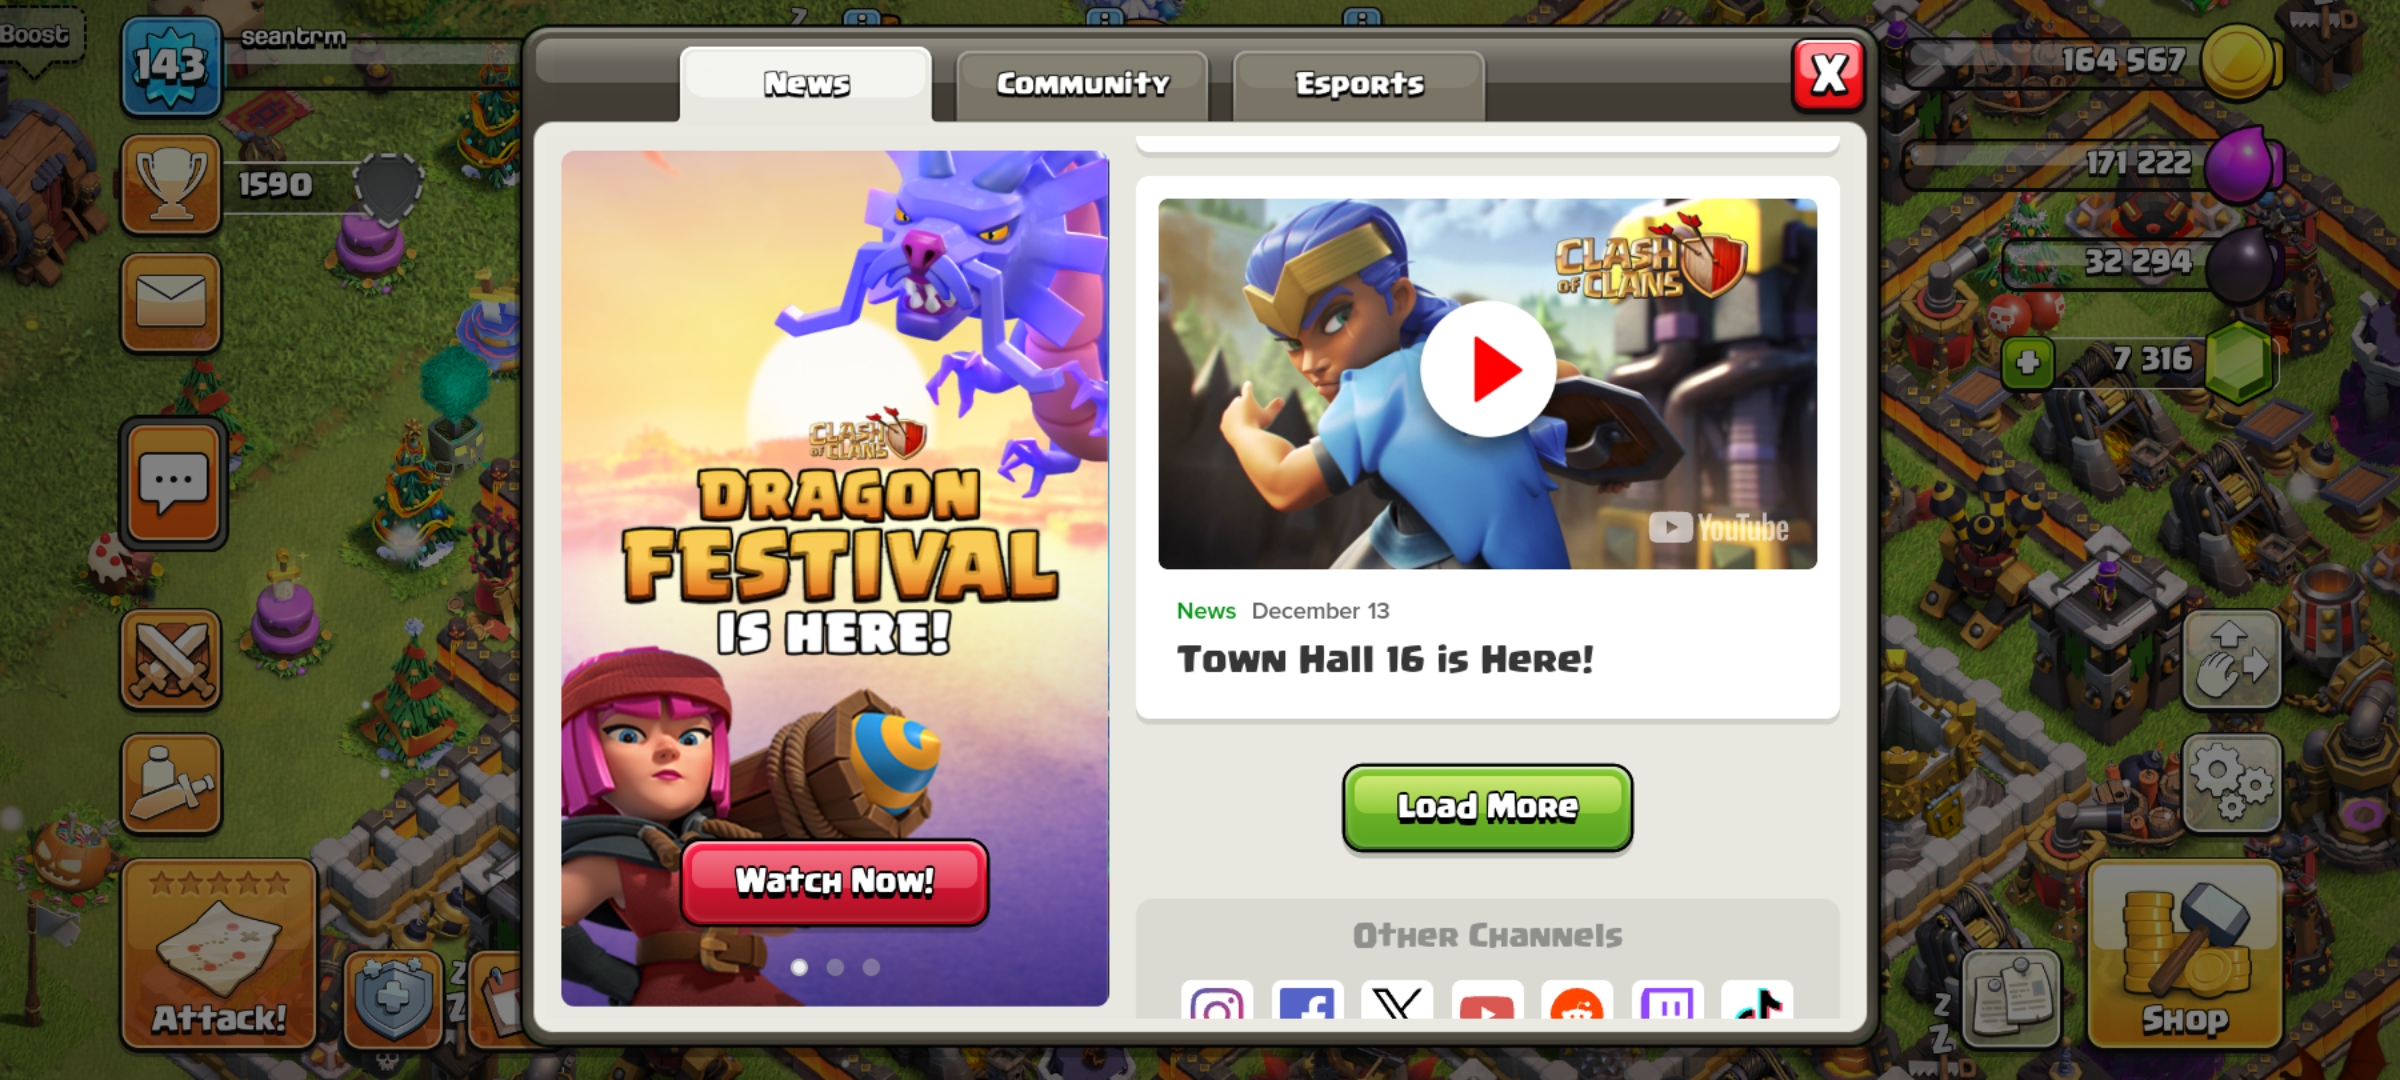 Boost
143
seantrm
1590
Attack!
News
Community
Esports
X
CLASH
OF CLANS
DRAGON
FESTIVAL
IS HERE!
Watch Now!
CLASH
OF CLANS
YouTube
News December 13
Town Hall 16 is Here!
Load More
Other Channels
164 567
171 222
32 294
7 316
Shop